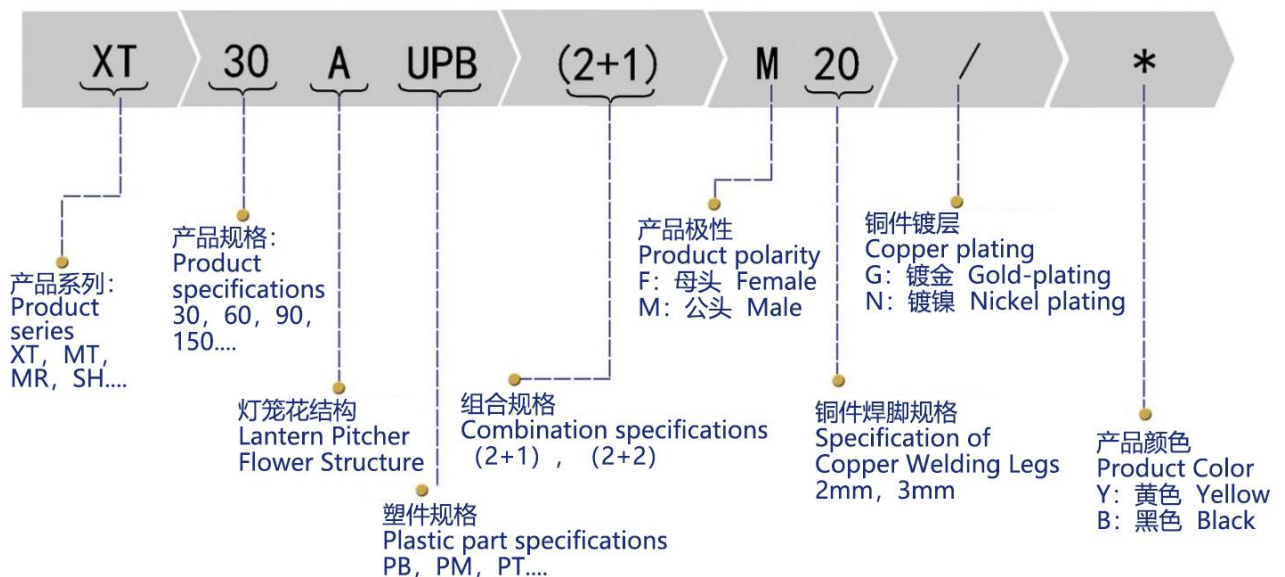 XT 30 A UPB (2+1) M 20 / *
产品系列:
Product
series
XT, MT,
MR, SH....
产品规格:
Product
specifications
30, 60, 90,
150....
灯笼花结构
Lantern Pitcher
Flower Structure
塑件规格
Plastic part specifications
PB, PM, PT....
组合规格
Combination specifications
(2+1), (2+2)
产品极性
Product polarity
F: 母头 Female
M: 公头 Male
铜件焊脚规格
Specification of
Copper Welding Legs
2mm, 3mm
铜件镀层
Copper plating
G: 镀金 Gold-plating
N: 镀镍 Nickel plating
产品颜色
Product Color
Y: 黄色 Yellow
B: 黑色 Black